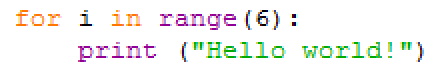 for i in range(6):
    print ("Hello world!")